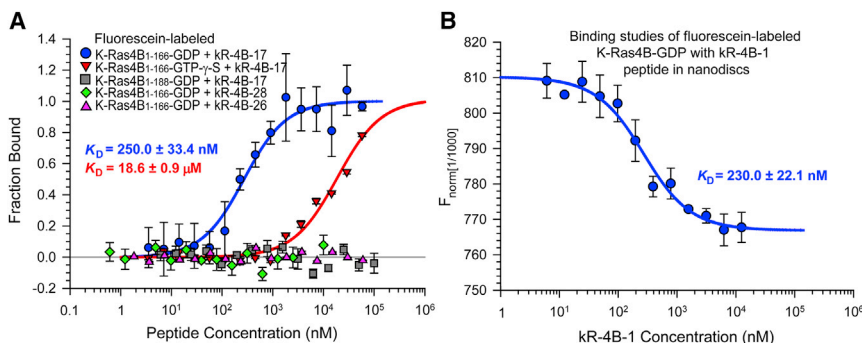 A
Fluorescein-labeled
K-Ras4B1-166-GDP + kR-4B-17
K-Ras4B1-166-GTP-γ-S + kR-4B-17
K-Ras4B1-188-GDP + kR-4B-17
K-Ras4B1-166-GDP + kR-4B-28
K-Ras4B1-166-GDP + kR-4B-26
KD = 250.0 ± 33.4 nM
KD = 18.6 ± 0.9 μM
Fraction Bound
1.4
1.2
1.0
0.8
0.6
0.4
0.2
0.0
-0.2
0.1 1 10 10² 10³ 10⁴ 10⁵ 10⁶
Peptide Concentration (nM)
B
Binding studies of fluorescein-labeled
K-Ras4B-GDP with kR-4B-1
peptide in nanodiscs
KD = 230.0 ± 22.1 nM
Fnorm[1/1000]
850
830
810
790
770
750
1 10 10² 10³ 10⁴ 10⁵ 10⁶
kR-4B-1 Concentration (nM)